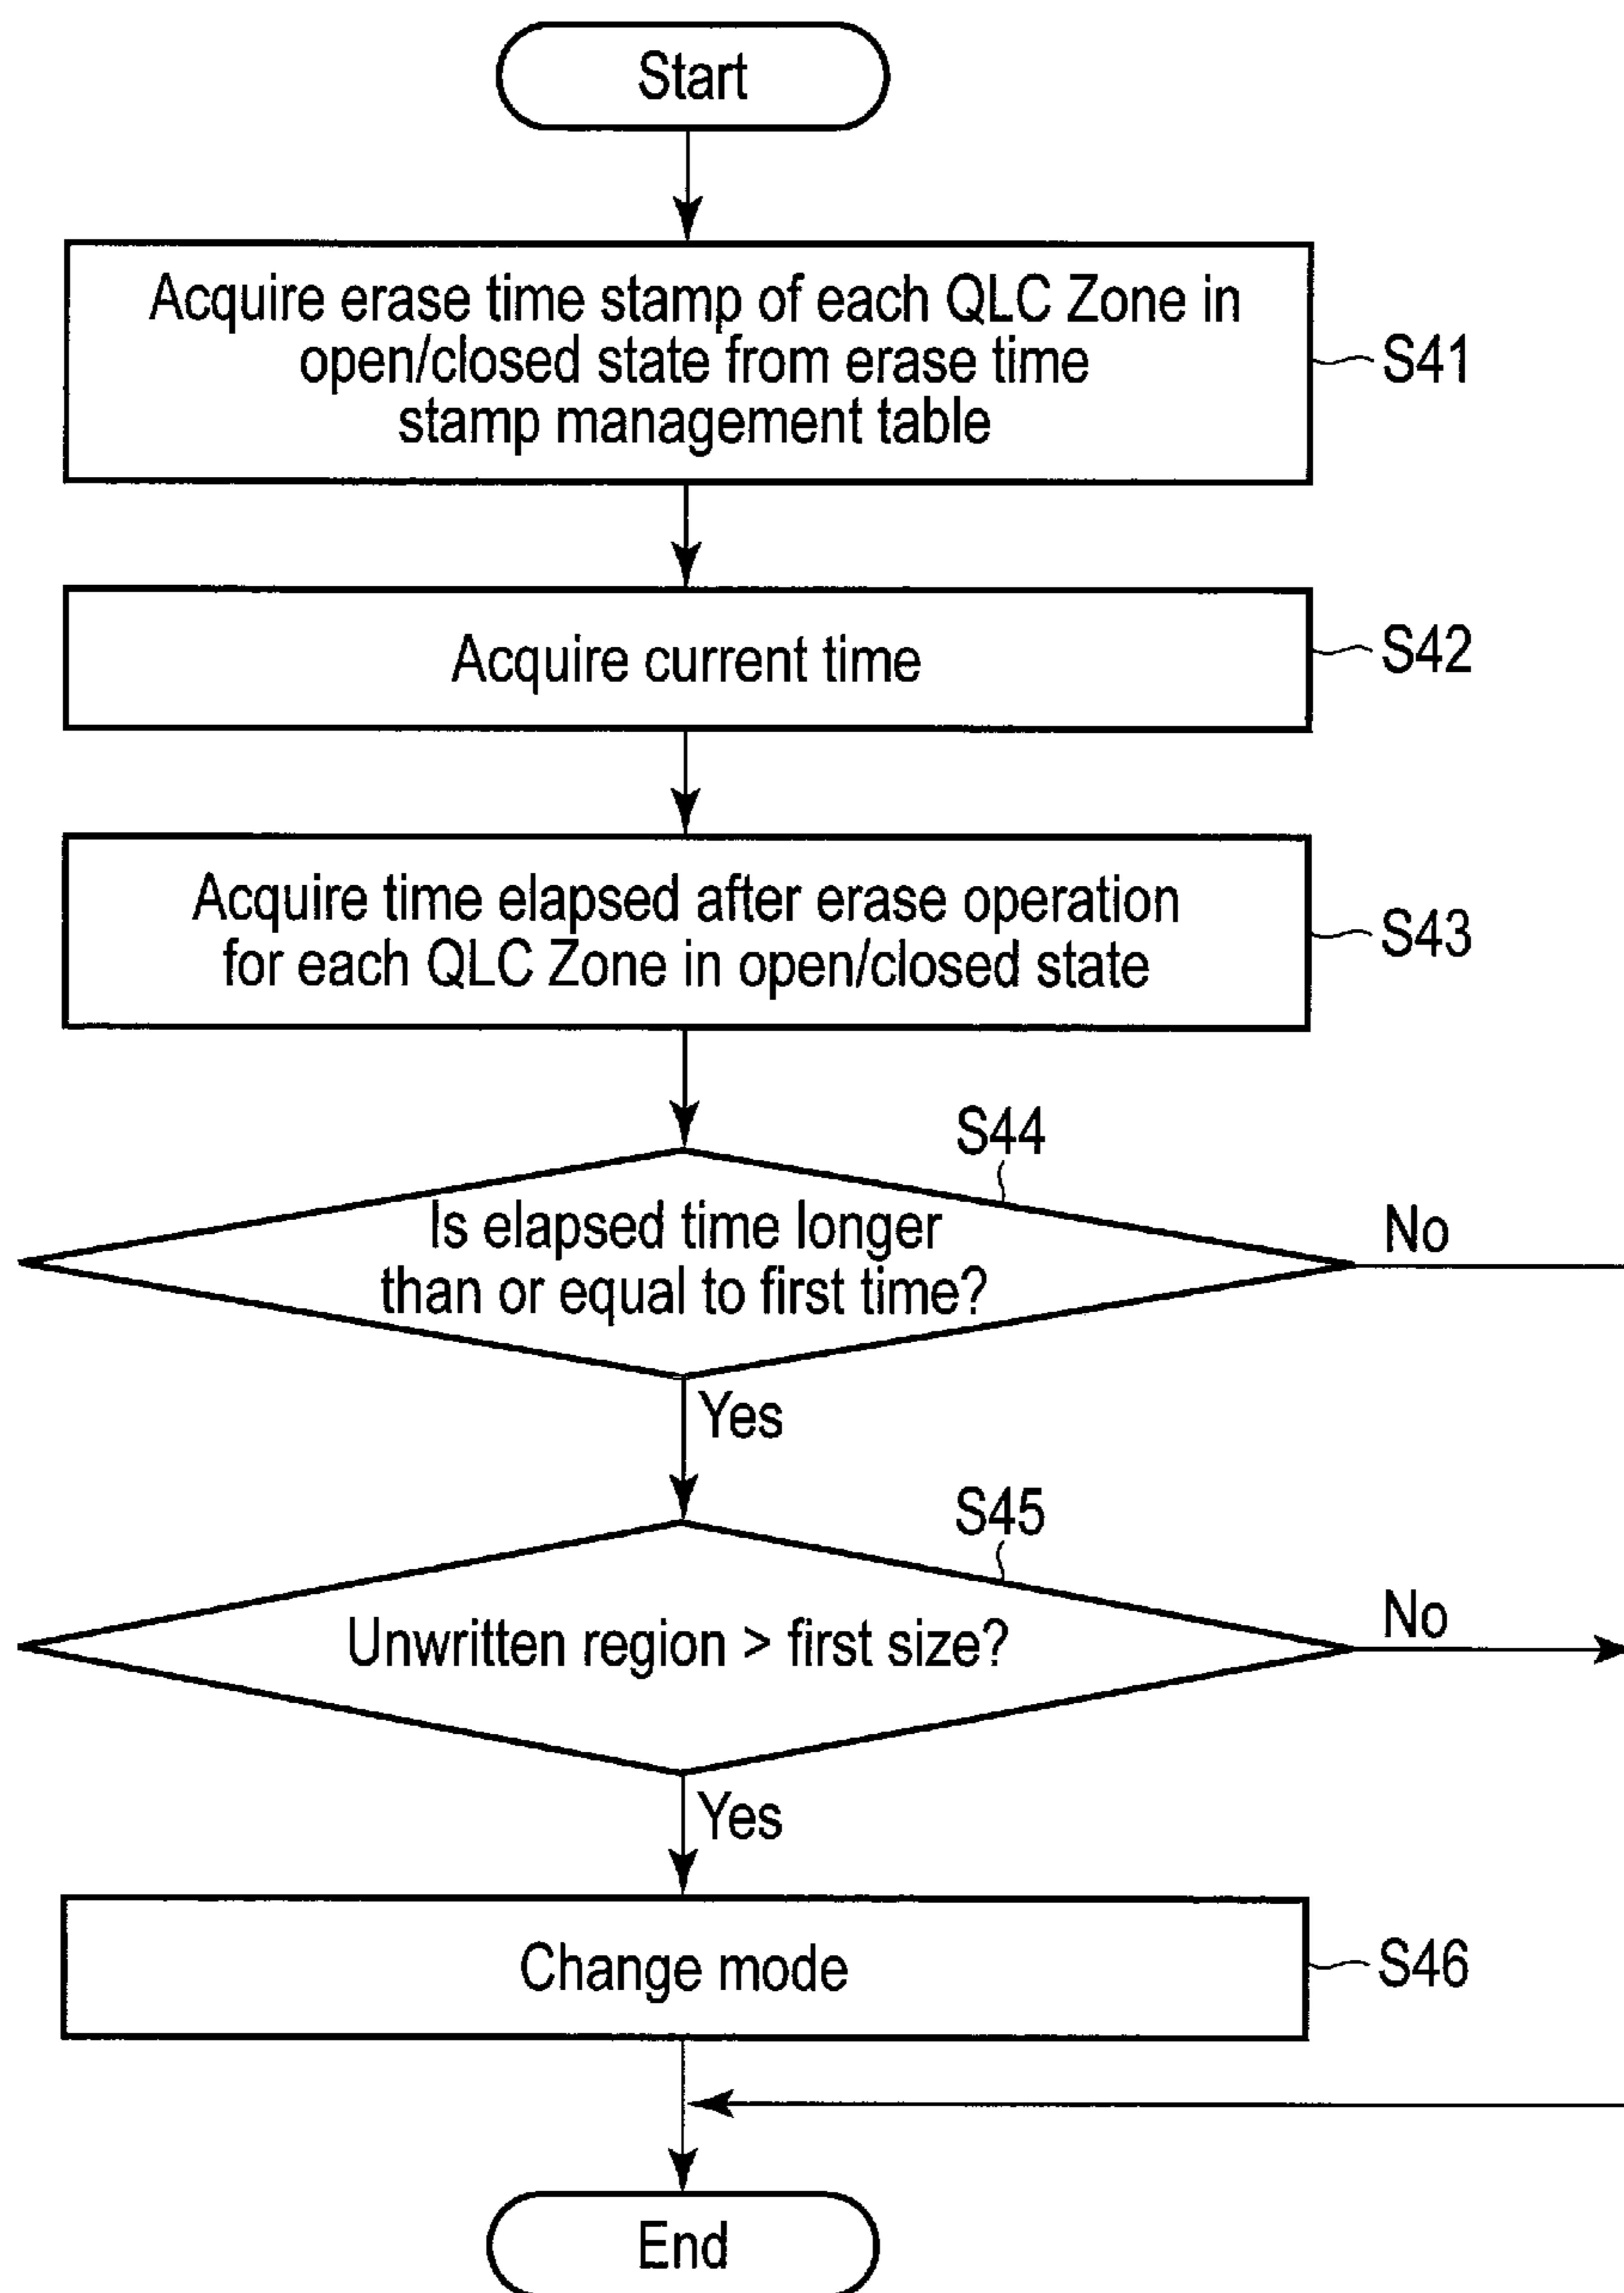 Start
Acquire erase time stamp of each QLC Zone in
open/closed state from erase time
stamp management table
S41
Acquire current time
S42
Acquire time elapsed after erase operation
for each QLC Zone in open/closed state
S43
S44
Is elapsed time longer
than or equal to first time?
No
Yes
S45
Unwritten region > first size?
No
Yes
Change mode
S46
End